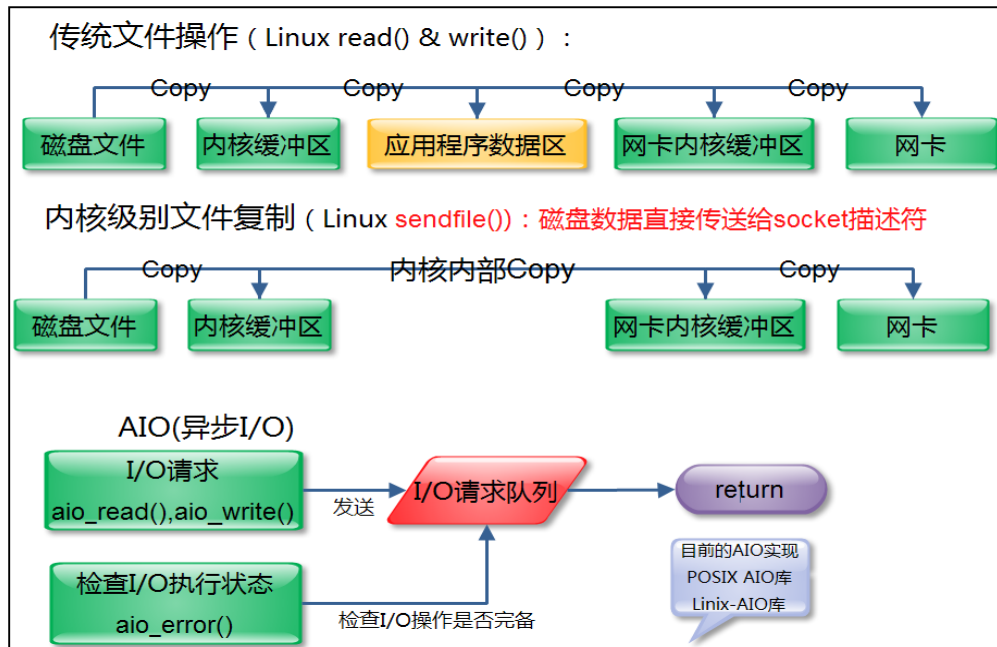 传统文件操作（Linux read() & write() ）:
Copy Copy Copy Copy
磁盘文件 内核缓冲区 应用程序数据区 网卡内核缓冲区 网卡
内核级别文件复制（Linux sendfile()）: 磁盘数据直接传送给socket描述符
Copy 内核内部Copy Copy
磁盘文件 内核缓冲区 网卡内核缓冲区 网卡
AIO(异步I/O)
I/O请求
aio_read(),aio_write()
发送
I/O请求队列
return
检查I/O执行状态
aio_error()
检查I/O操作是否完备
目前的AIO实现
POSIX AIO库
Linix-AIO库